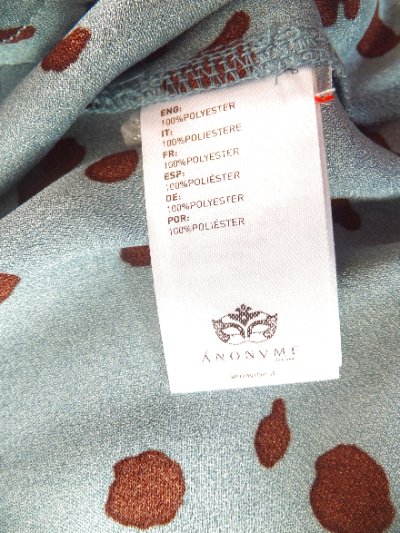 ENG:
100%POLYESTER
IT:
100%POLIESTERE
FR:
100%POLYESTER
ESP:
100%POLIÉSTER
DE:
100%POLYESTER
POR:
100%POLIÉSTER
ÁNONYME